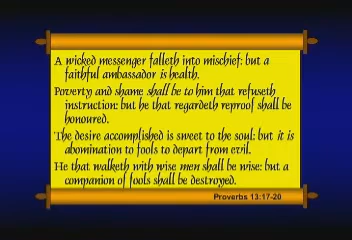 A wicked messenger falleth into mischief: but a
faithful ambassador is health.
Poverty and shame shall be to him that refuseth
instruction: but he that regardeth reproof shall be
honoured.
The desire accomplished is sweet to the soul: but it is
abomination to fools to depart from evil.
He that walketh with wise men shall be wise: but a
companion of fools shall be destroyed.
Proverbs 13:17-20